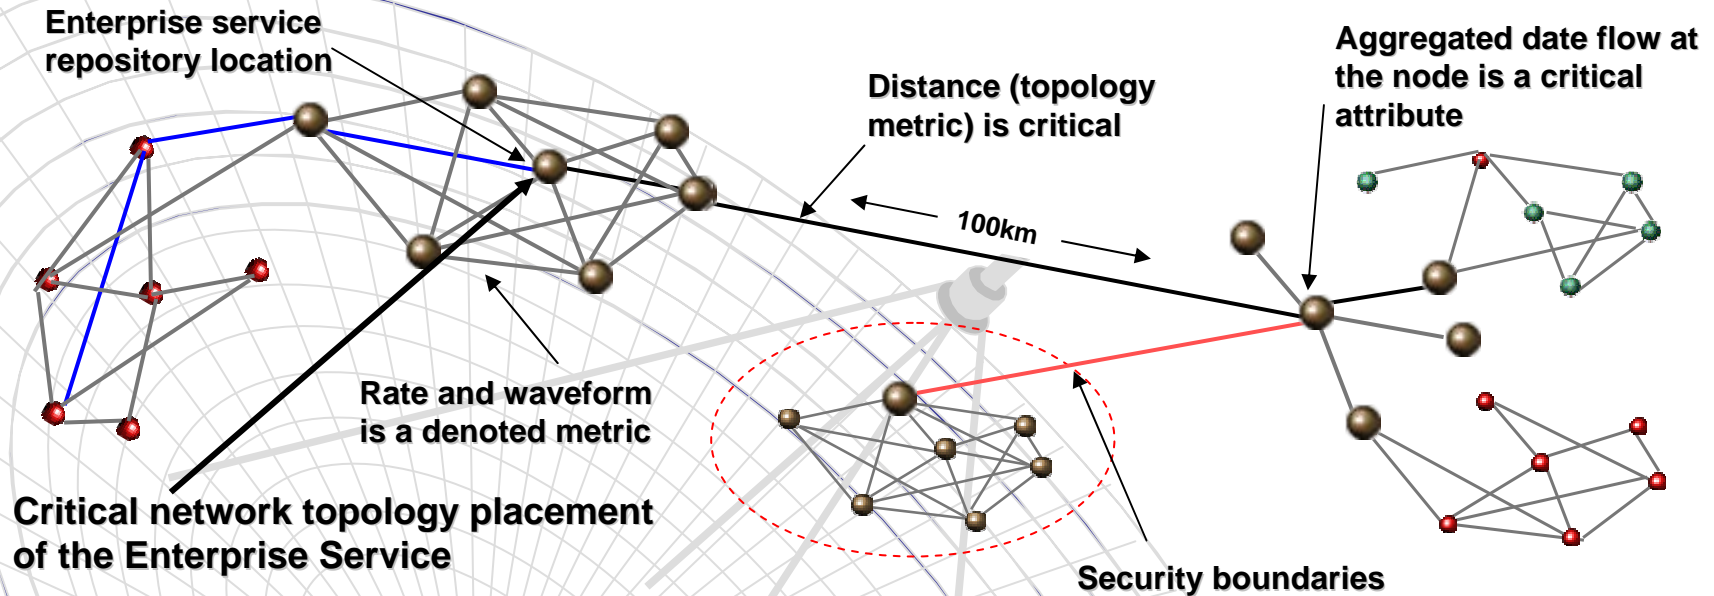 Enterprise service
repository location
Distance (topology
metric) is critical
Aggregated date flow at
the node is a critical
attribute
100km
Rate and waveform
is a denoted metric
Critical network topology placement
of the Enterprise Service
Security boundaries